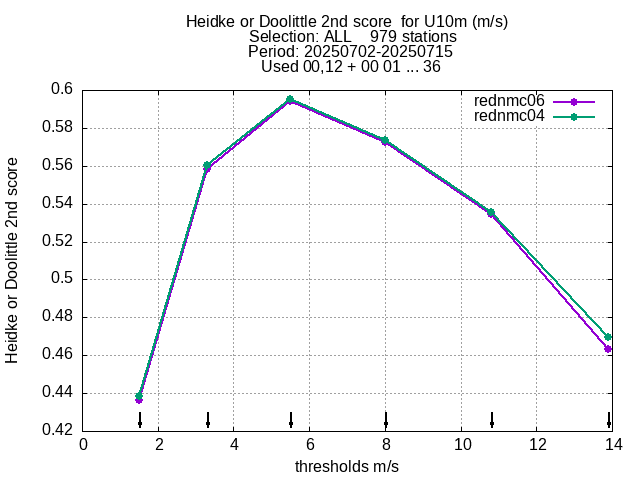 Heidke or Doolittle 2nd score  for U10m (m/s)
Selection: ALL    979 stations
Period: 20250702-20250715
Used 00,12 + 00 01 ... 36
rednmc06
rednmc04
Heidke or Doolittle 2nd score
0.6
0.58
0.56
0.54
0.52
0.5
0.48
0.46
0.44
0.42
0 2 4 6 8 10 12 14
thresholds m/s